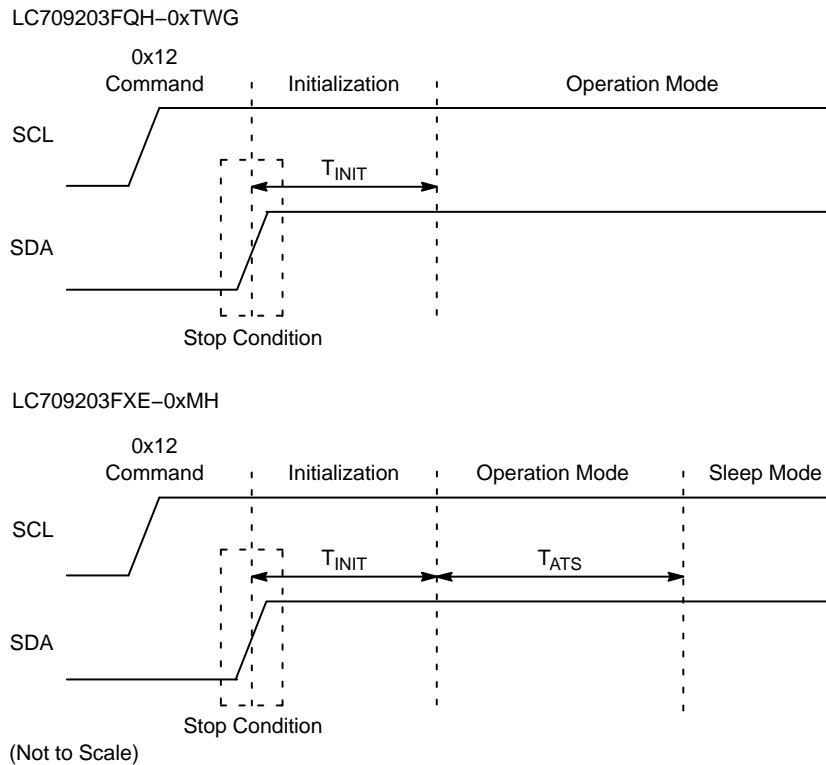 LC709203FQH−0xTWG
0x12
Command
Initialization
Operation Mode
SCL
TINIT
SDA
Stop Condition
LC709203FXE−0xMH
0x12
Command
Initialization
Operation Mode
Sleep Mode
SCL
TINIT
TATS
SDA
Stop Condition
(Not to Scale)